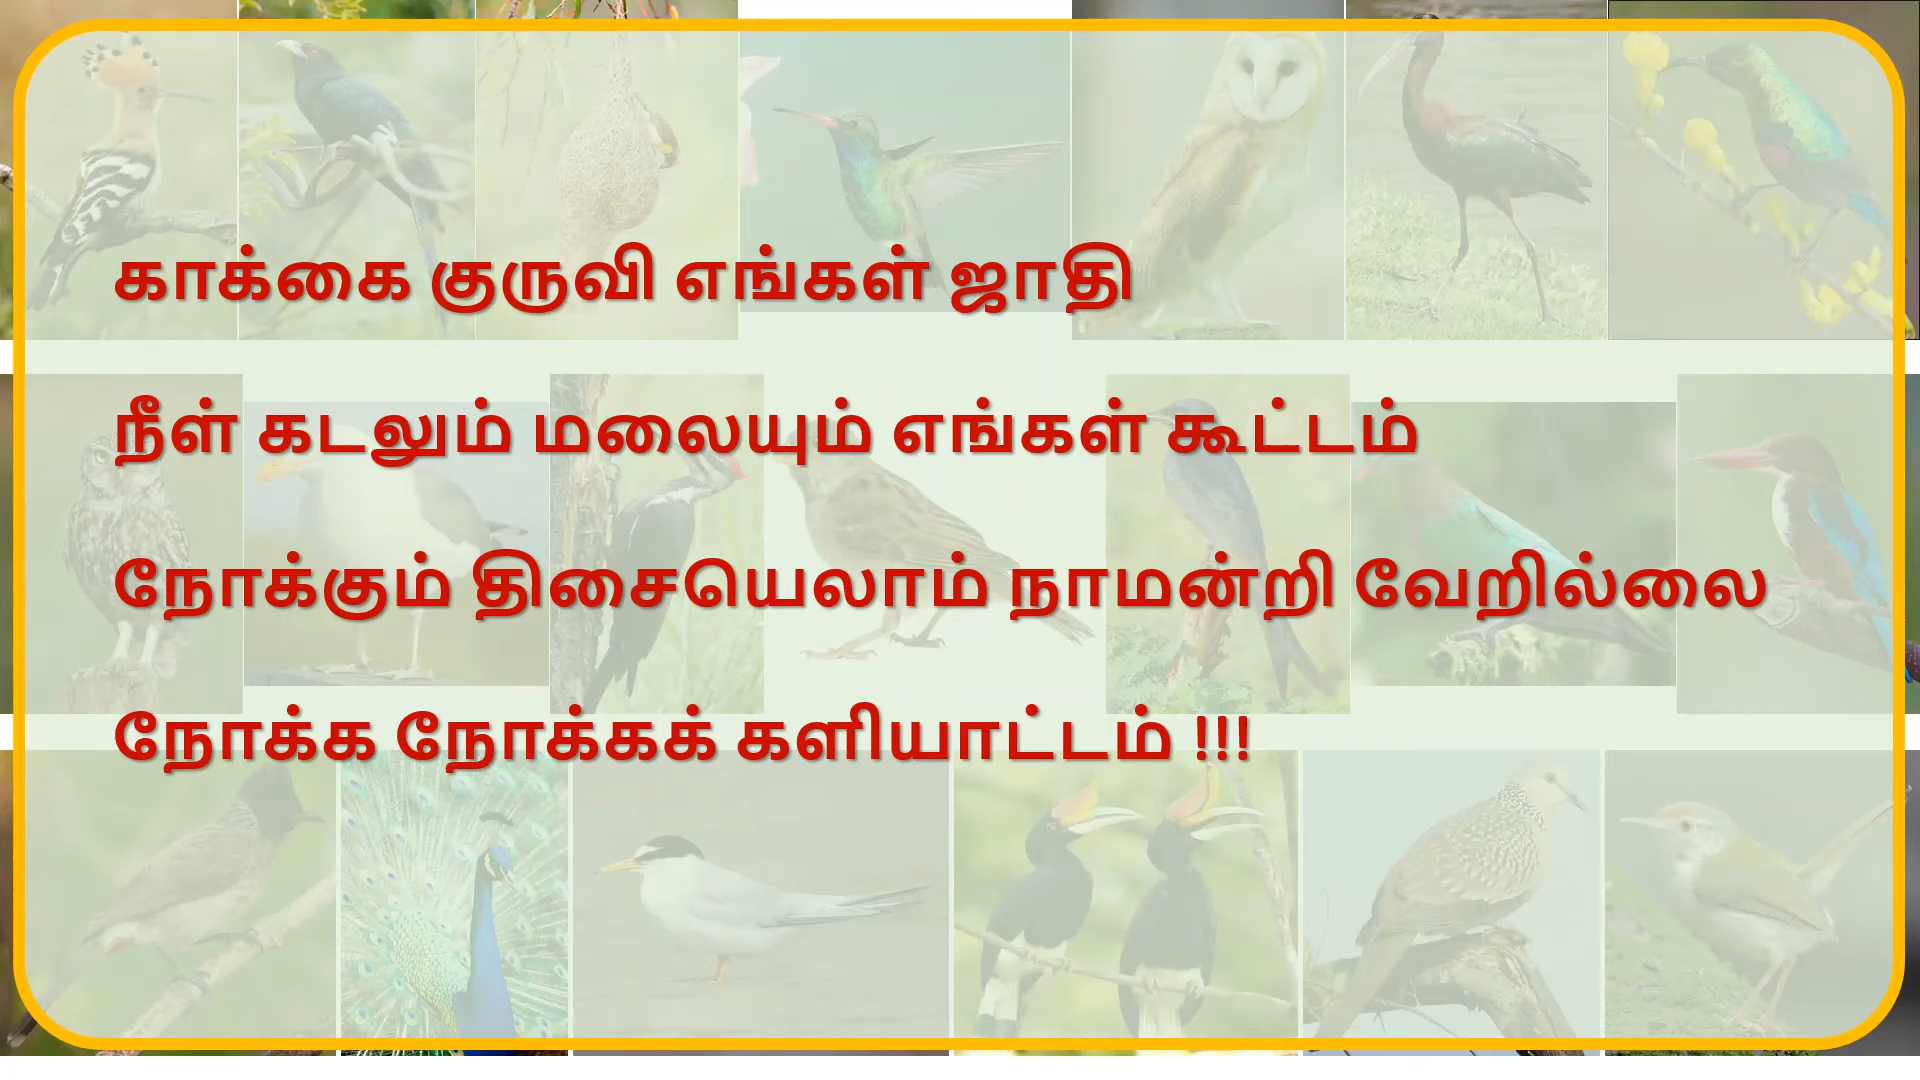 காக்கை குருவி எங்கள் ஜாதி
நீள் கடலும் மலையும் எங்கள் கூட்டம்
நோக்கும் திசையெலாம் நாமன்றி வேறில்லை
நோக்க நோக்கக் களியாட்டம் !!!